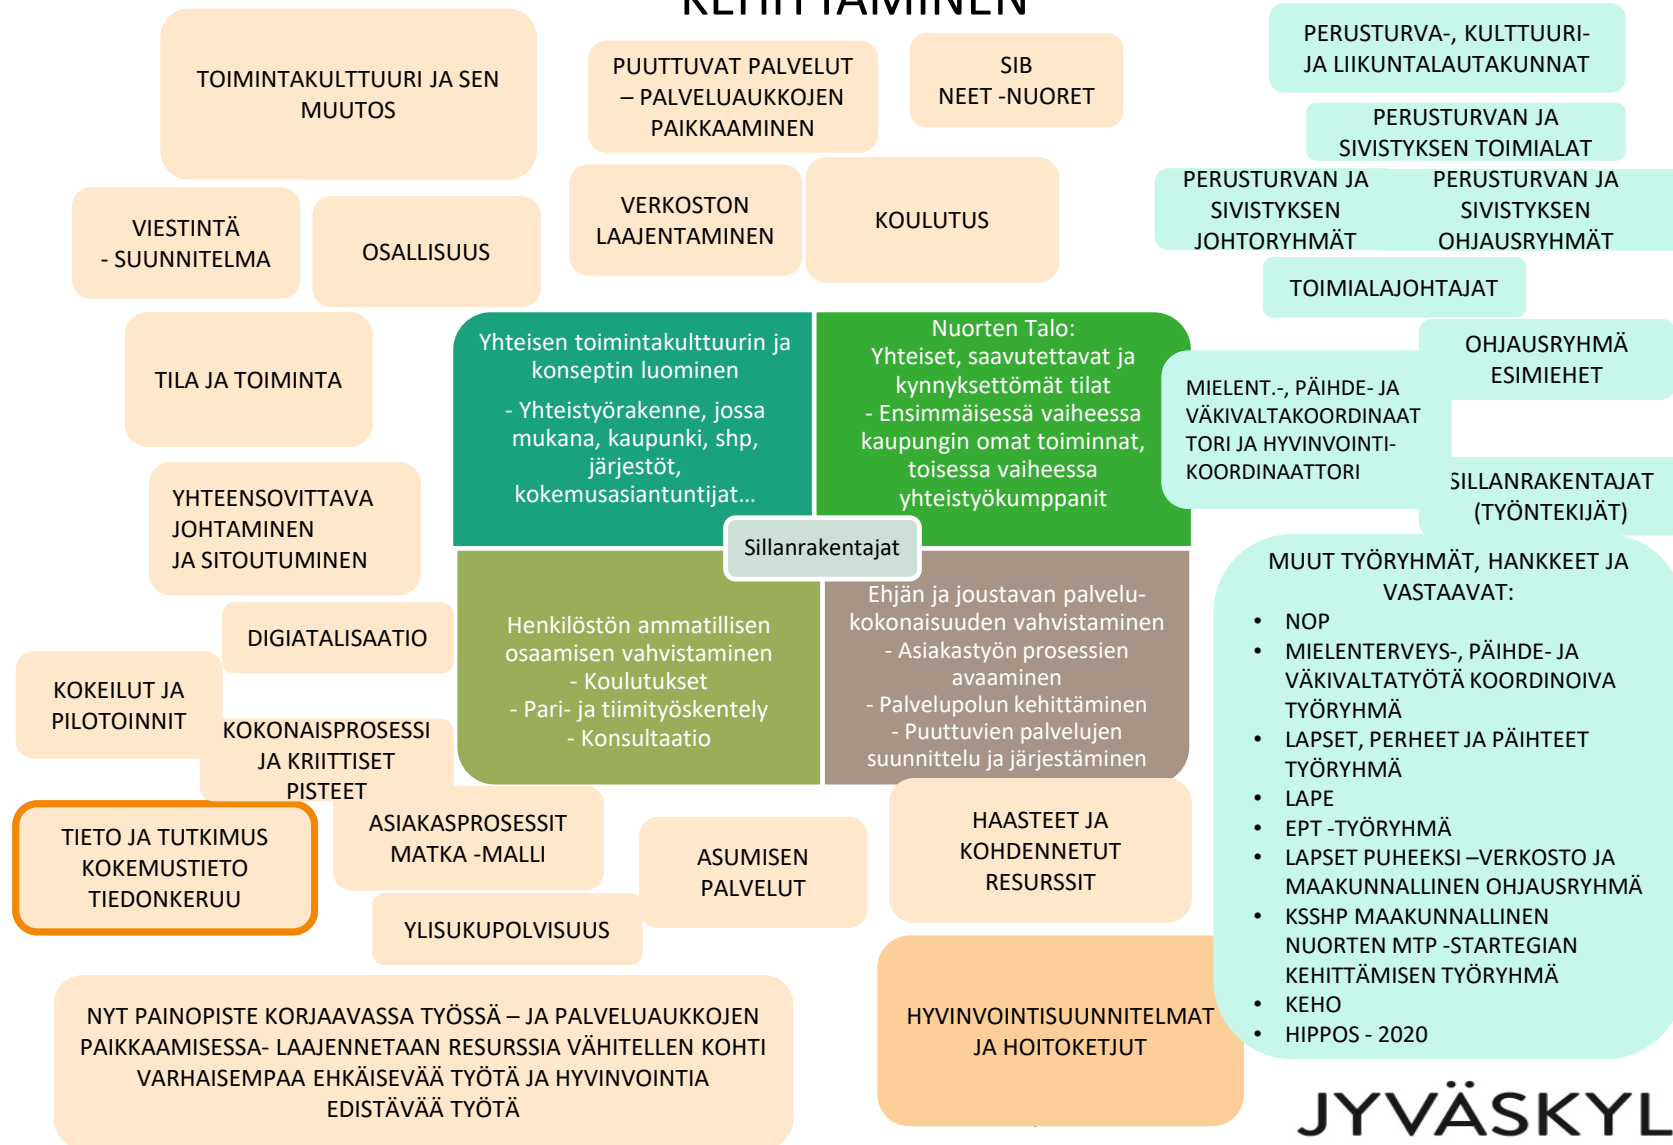 KEHITTÄMINEN
TOIMINTAKULTTUURI JA SEN
MUUTOS
PUUTTUVAT PALVELUT
– PALVELUAUKKOJEN
PAIKKAAMINEN
SIB
NEET -NUORET
PERUSTURVA-, KULTTUURI-
JA LIIKUNTALAUTAKUNNAT
PERUSTURVAN JA
SIVISTYKSEN TOIMIALAT
PERUSTURVAN JA
SIVISTYKSEN
JOHTORYHMÄT
PERUSTURVAN JA
SIVISTYKSEN
OHJAUSRYHMÄT
VIESTINTÄ
- SUUNNITELMA
OSALLISUUS
VERKOSTON
LAAJENTAMINEN
KOULUTUS
TOIMIALAJOHTAJAT
TILA JA TOIMINTA
Yhteisen toimintakulttuurin ja
konseptin luominen
- Yhteistyörakenne, jossa
mukana, kaupunki, shp,
järjestöt,
kokemusasiantuntijat…
Nuorten Talo:
Yhteiset, saavutettavat ja
kynnyksettömät tilat
- Ensimmäisessä vaiheessa
kaupungin omat toiminnat,
toisessa vaiheessa
yhteistyökumppanit
OHJAUSRYHMÄ
ESIMIEHET
MIELENT.-, PÄIHDE- JA
VÄKIVALTAKOORDINAAT
TORI JA HYVINVOINTI-
KOORDINAATTORI
SILLANRAKENTAJAT
(TYÖNTEKIJÄT)
YHTEENSOVITTAVA
JOHTAMINEN
JA SITOUTUMINEN
Sillanrakentajat
DIGIATALISAATIO
Henkilöstön ammatillisen
osaamisen vahvistaminen
- Koulutukset
- Pari- ja tiimityöskentely
- Konsultaatio
Ehjän ja joustavan palvelu-
kokonaisuuden vahvistaminen
- Asiakastyön prosessien
avaaminen
- Palvelupolun kehittäminen
- Puuttuvien palvelujen
suunnittelu ja järjestäminen
MUUT TYÖRYHMÄT, HANKKEET JA
VASTAAVAT:
• NOP
• MIELENTERVEYS-, PÄIHDE- JA
VÄKIVALTATYÖTÄ KOORDINOIVA
TYÖRYHMÄ
• LAPSET, PERHEET JA PÄIHTEET
TYÖRYHMÄ
• LAPE
• EPT -TYÖRYHMÄ
• LAPSET PUHEEKSI –VERKOSTO JA
MAAKUNNALLINEN OHJAUSRYHMÄ
• KSSHP MAAKUNNALLINEN
NUORTEN MTP -STARTEGIAN
KEHITTÄMISEN TYÖRYHMÄ
• KEHO
• HIPPOS - 2020
KOKEILUT JA
PILOTOINNIT
KOKONAISPROSESSI
JA KRIITTISET
PISTEET
TIETO JA TUTKIMUS
KOKEMUSTIETO
TIEDONKERUU
ASIAKASPROSESSIT
MATKA -MALLI
ASUMISEN
PALVELUT
HAASTEET JA
KOHDENNETUT
RESURSSIT
YLISUKUPOLVISUUS
NYT PAINOPISTE KORJAAVASSA TYÖSSÄ – JA PALVELUAUKKOJEN
PAIKKAAMISESSA- LAAJENNETAAN RESURSSIA VÄHITELLEN KOHTI
VARHAISEMPAA EHKÄISEVÄÄ TYÖTÄ JA HYVINVOINTIA
EDISTÄVÄÄ TYÖTÄ
HYVINVOINTISUUNNITELMAT
JA HOITOKETJUT
JYVÄSKYL